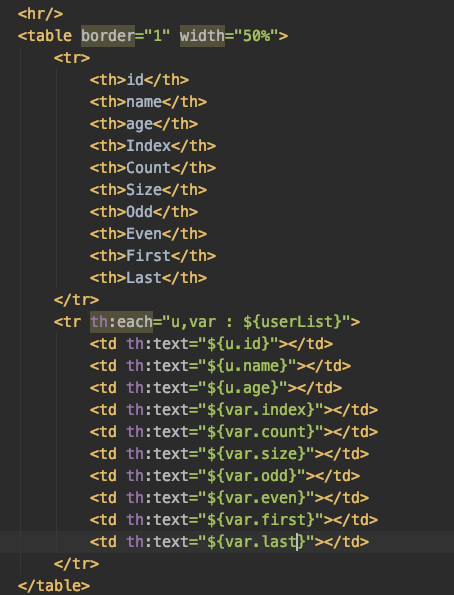 <hr/>
<table border="1" width="50%">
    <tr>
        <th>id</th>
        <th>name</th>
        <th>age</th>
        <th>Index</th>
        <th>Count</th>
        <th>Size</th>
        <th>Odd</th>
        <th>Even</th>
        <th>First</th>
        <th>Last</th>
    </tr>
    <tr th:each="u,var : ${userList}">
        <td th:text="${u.id}"></td>
        <td th:text="${u.name}"></td>
        <td th:text="${u.age}"></td>
        <td th:text="${var.index}"></td>
        <td th:text="${var.count}"></td>
        <td th:text="${var.size}"></td>
        <td th:text="${var.odd}"></td>
        <td th:text="${var.even}"></td>
        <td th:text="${var.first}"></td>
        <td th:text="${var.last}"></td>
    </tr>
</table>